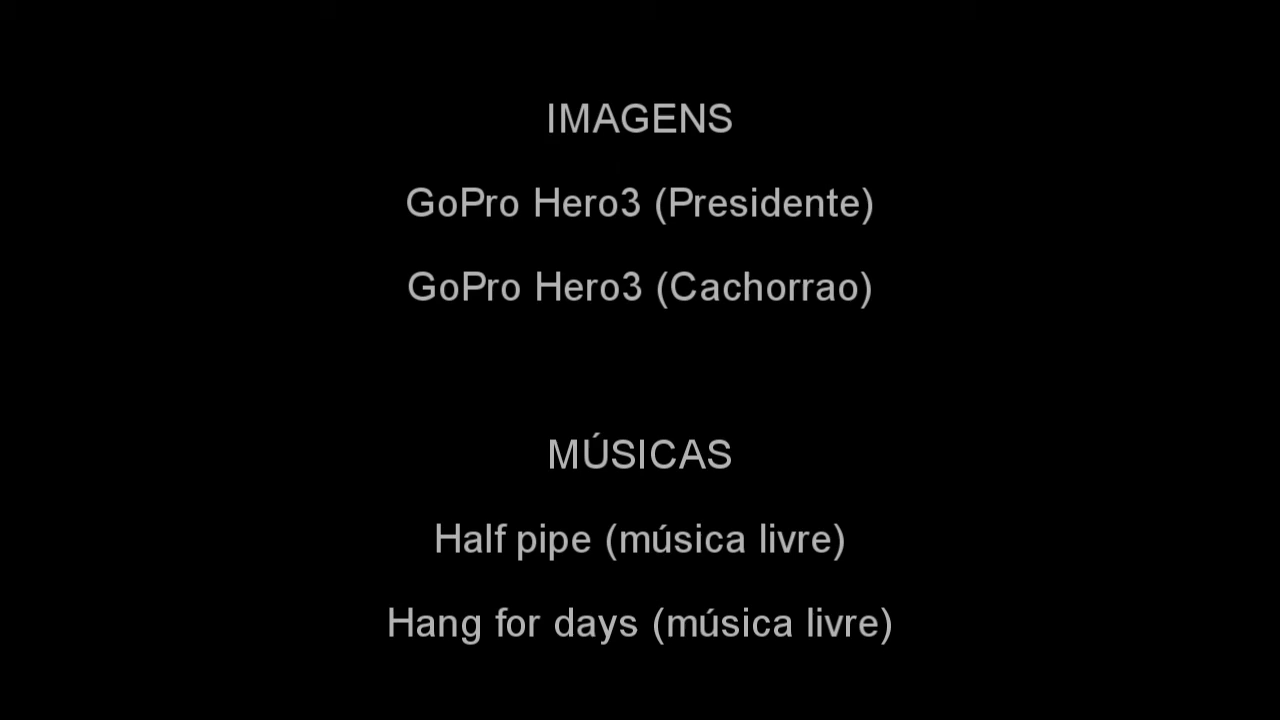 IMAGENS
GoPro Hero3 (Presidente)
GoPro Hero3 (Cachorrao)
MÚSICAS
Half pipe (música livre)
Hang for days (música livre)